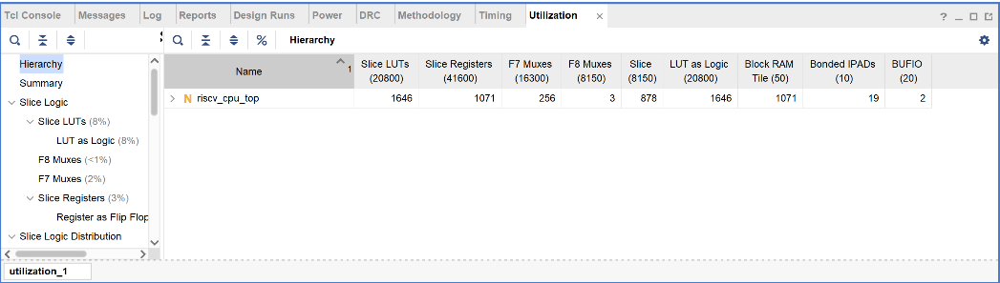 Tcl Console Messages Log Reports Design Runs Power DRC Methodology Timing Utilization × ?
% Hierarchy
Hierarchy
Summary
Slice Logic
Slice LUTs (8%)
LUT as Logic (8%)
F8 Muxes (<1%)
F7 Muxes (2%)
Slice Registers (3%)
Register as Flip Flop
Slice Logic Distribution
Name 1 Slice LUTs Slice Registers F7 Muxes F8 Muxes Slice LUT as Logic Block RAM Bonded IPADs BUFIO
(20800) (41600) (16300) (8150) (8150) (20800) Tile (50) (10) (20)
N riscv_cpu_top 1646 1071 256 3 878 1646 1071 19 2
utilization_1